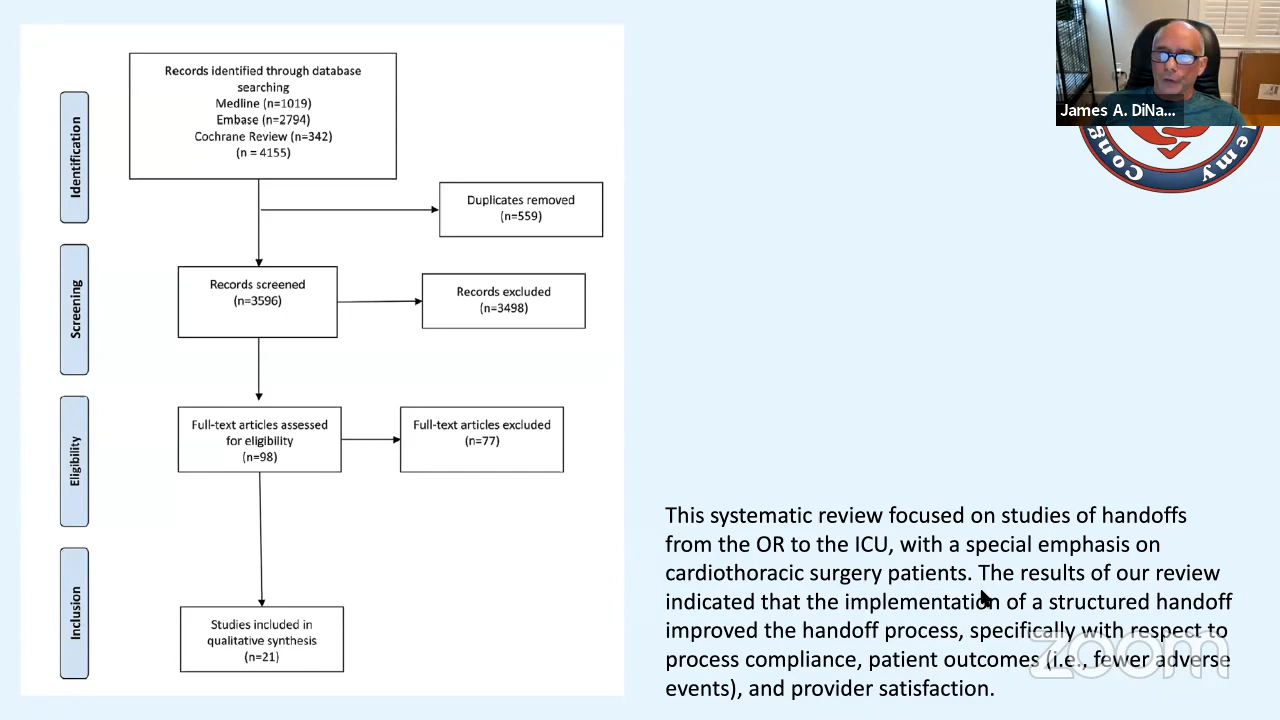 Records identified through database
searching
Medline (n=1019)
Embase (n=2794)
Cochrane Review (n=342)
(n = 4155)
Identification
Duplicates removed
(n=559)
Screening
Records screened
(n=3596)
Records excluded
(n=3498)
Eligibility
Full-text articles assessed
for eligibility
(n=98)
Full-text articles excluded
(n=77)
Inclusion
Studies included in
qualitative synthesis
(n=21)
James A. DiNa...
Cong
lemy
This systematic review focused on studies of handoffs
from the OR to the ICU, with a special emphasis on
cardiothoracic surgery patients. The results of our review
indicated that the implementation of a structured handoff
improved the handoff process, specifically with respect to
process compliance, patient outcomes (i.e., fewer adverse
events), and provider satisfaction.
zoom